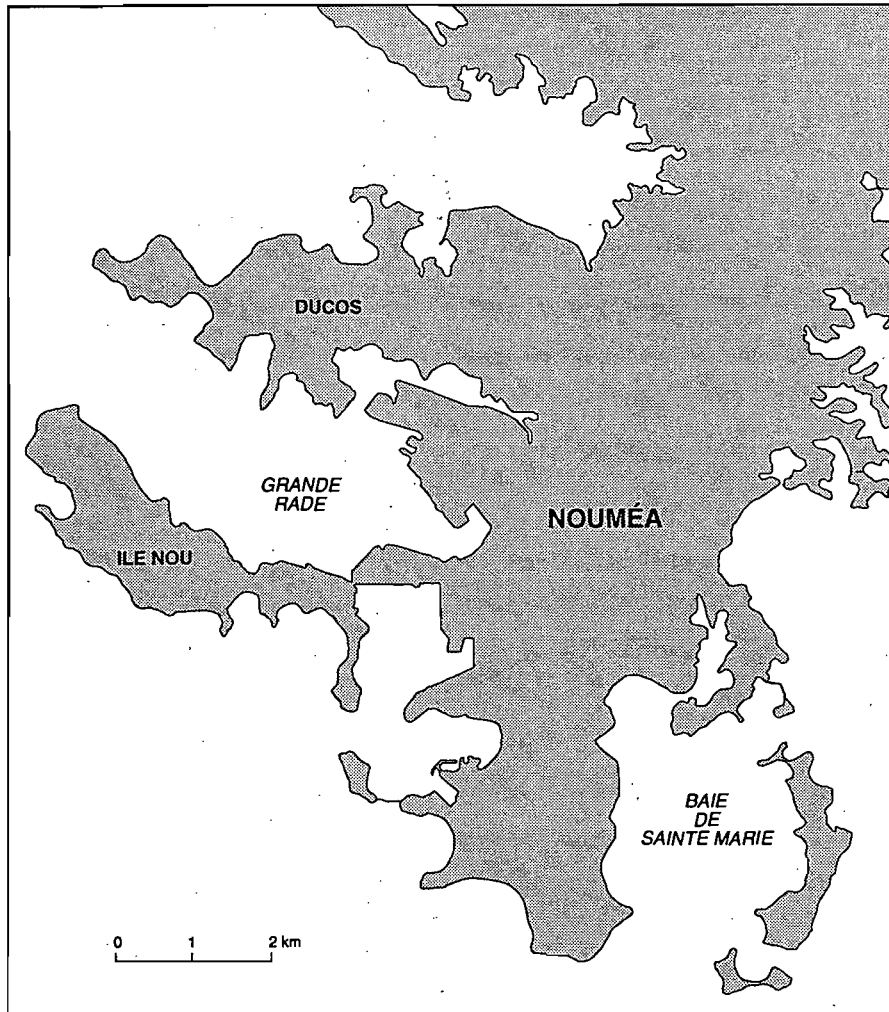 DUCOS
GRANDE
RADE
NOUMÉA
ILE NOU
BAIE
DE
SAINTE MARIE
0 1 2 km